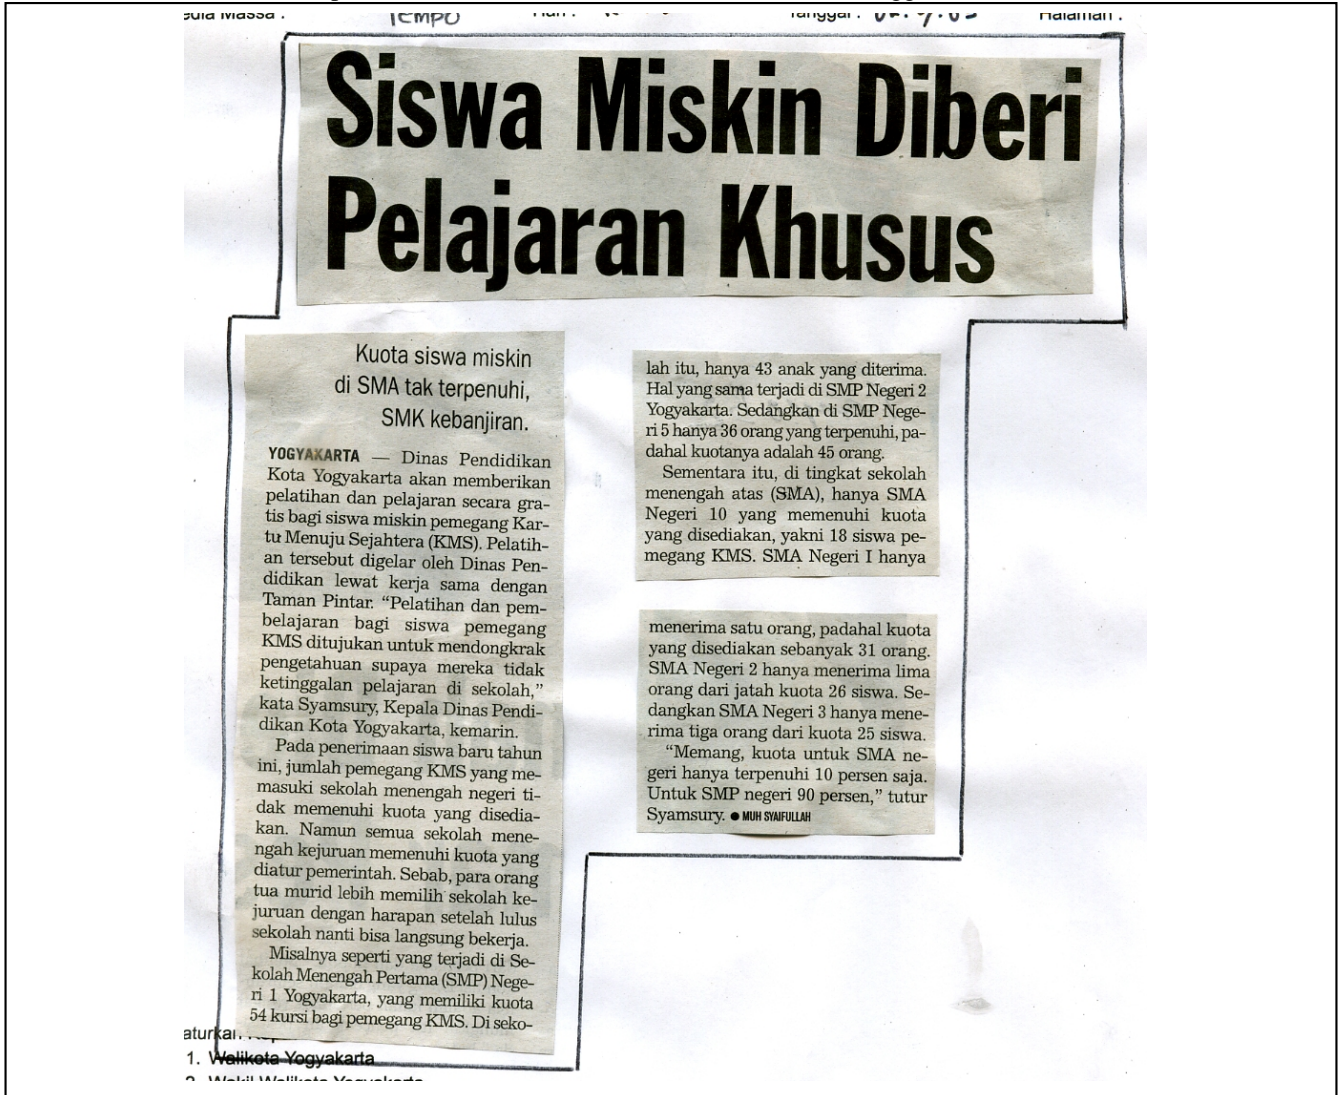 TEMPO
Siswa Miskin Diberi
Pelajaran Khusus
Kuota siswa miskin
di SMA tak terpenuhi,
SMK kebanjiran.
YOGYAKARTA — Dinas Pendidikan
Kota Yogyakarta akan memberikan
pelatihan dan pelajaran secara gra-
tis bagi siswa miskin pemegang Kar-
tu Menuju Sejahtera (KMS). Pelatih-
an tersebut digelar oleh Dinas Pen-
didikan lewat kerja sama dengan
Taman Pintar. “Pelatihan dan pem-
belajaran bagi siswa pemegang
KMS ditujukan untuk mendongkrak
pengetahuan supaya mereka tidak
ketinggalan pelajaran di sekolah,”
kata Syamsury, Kepala Dinas Pendi-
dikan Kota Yogyakarta, kemarin.
Pada penerimaan siswa baru tahun
ini, jumlah pemegang KMS yang me-
masuki sekolah menengah negeri ti-
dak memenuhi kuota yang disedia-
kan. Namun semua sekolah mene-
ngah kejuruan memenuhi kuota yang
diatur pemerintah. Sebab, para orang
tua murid lebih memilih sekolah ke-
juruan dengan harapan setelah lulus
sekolah nanti bisa langsung bekerja.
Misalnya seperti yang terjadi di Se-
kolah Menengah Pertama (SMP) Nege-
ri 1 Yogyakarta, yang memiliki kuota
54 kursi bagi pemegang KMS. Di seko-
lah itu, hanya 43 anak yang diterima.
Hal yang sama terjadi di SMP Negeri 2
Yogyakarta. Sedangkan di SMP Nege-
ri 5 hanya 36 orang yang terpenuhi, pa-
dahal kuotanya adalah 45 orang.
Sementara itu, di tingkat sekolah
menengah atas (SMA), hanya SMA
Negeri 10 yang memenuhi kuota
yang disediakan, yakni 18 siswa pe-
megang KMS. SMA Negeri I hanya
menerima satu orang, padahal kuota
yang disediakan sebanyak 31 orang.
SMA Negeri 2 hanya menerima lima
orang dari jatah kuota 26 siswa. Se-
dangkan SMA Negeri 3 hanya mene-
rima tiga orang dari kuota 25 siswa.
“Memang, kuota untuk SMA ne-
geri hanya terpenuhi 10 persen saja.
Untuk SMP negeri 90 persen,” tutur
Syamsury. ● MUH SYAIFULLAH
1. Walikota Yogyakarta